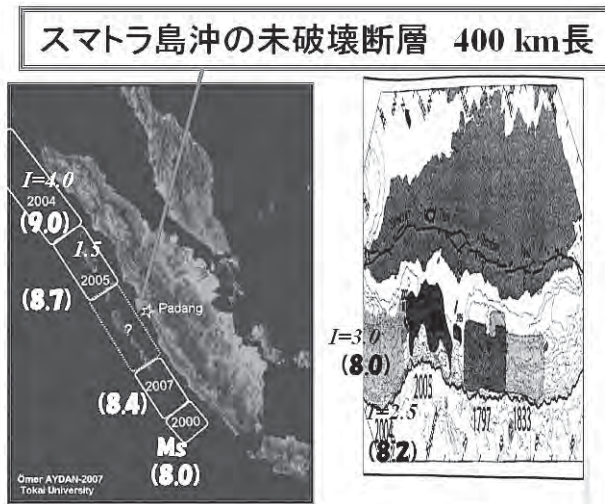 スマトラ島沖の未破壊断層 400 km長
I=4.0
2004
(9.0)
1.5
2005
(8.7)
Padang
?
2007
(8.4)
2000
Ms
(8.0)
Ömer AYDAN-2007
Tokai University
I=3.0
(8.0)
2005
1797
1833
I=2.5
(8.2)